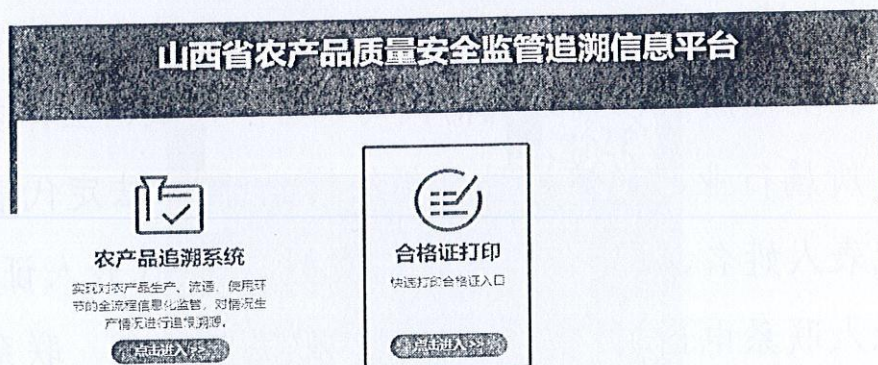 山西省农产品质量安全监管追溯信息平台
农产品追溯系统
实现对农产品生产、流通、使用环
节的全流程信息化监管，对情况生
产情况进行追根溯源。
点击进入>>
合格证打印
快速打印合格证入口
点击进入>>